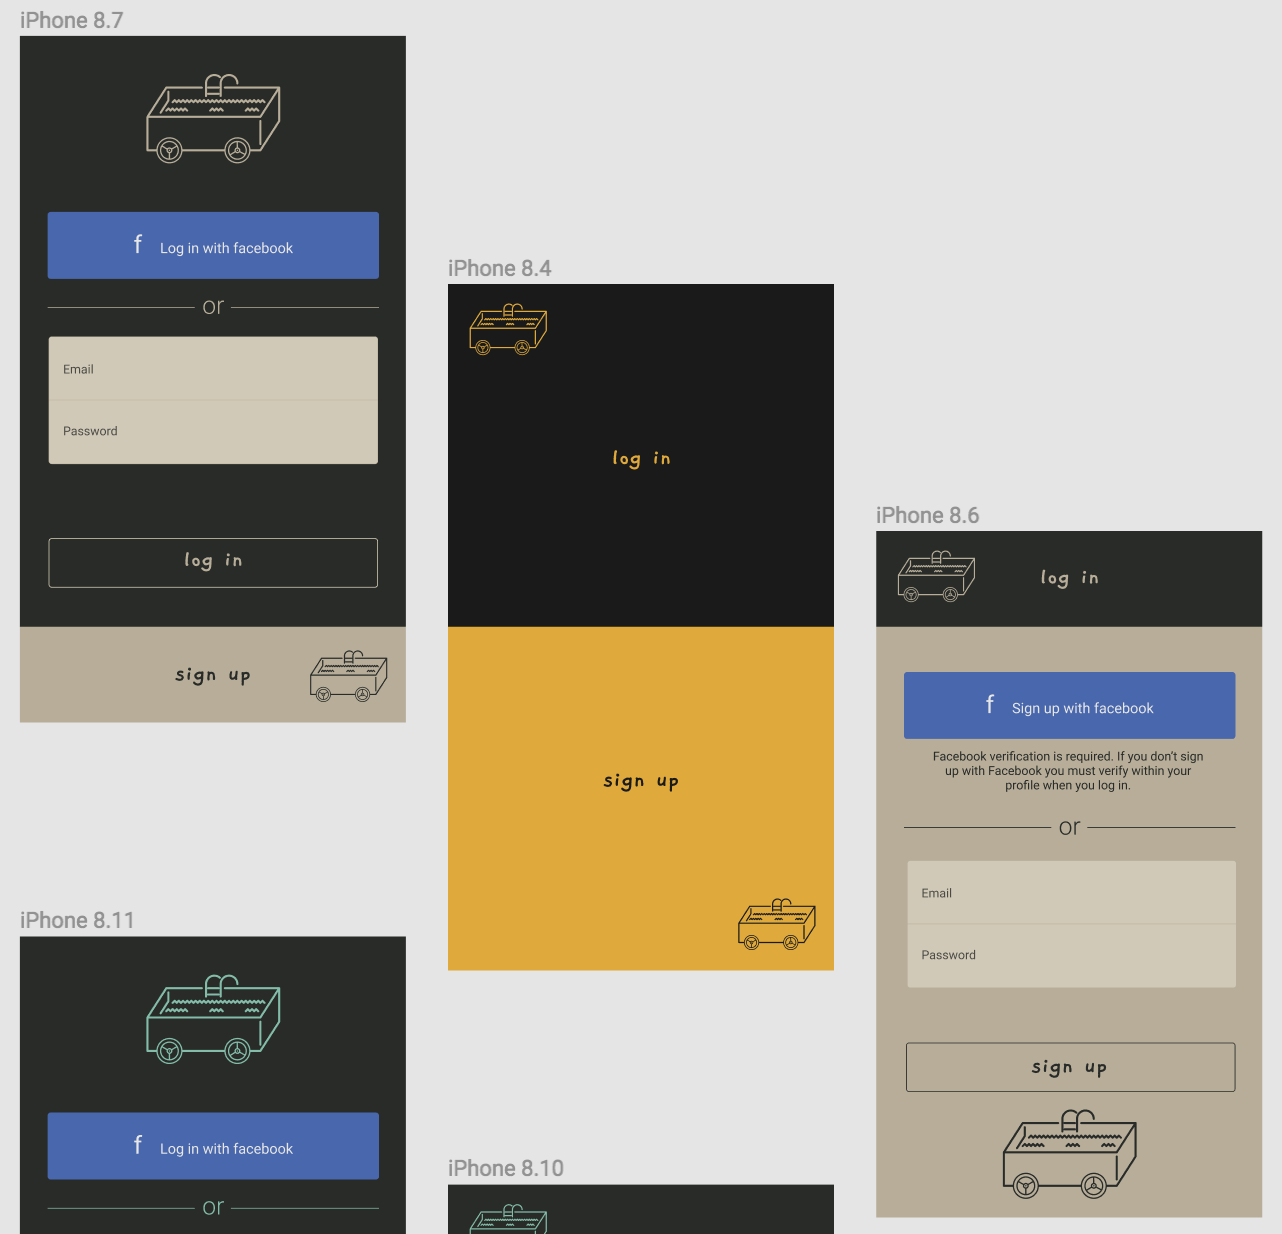 iPhone 8.7
f Log in with facebook
or
Email
Password
log in
sign up
iPhone 8.4
log in
sign up
iPhone 8.6
log in
f Sign up with facebook
Facebook verification is required. If you don't sign
up with Facebook you must verify within your
profile when you log in.
or
Email
Password
sign up
iPhone 8.11
f Log in with facebook
or
iPhone 8.10